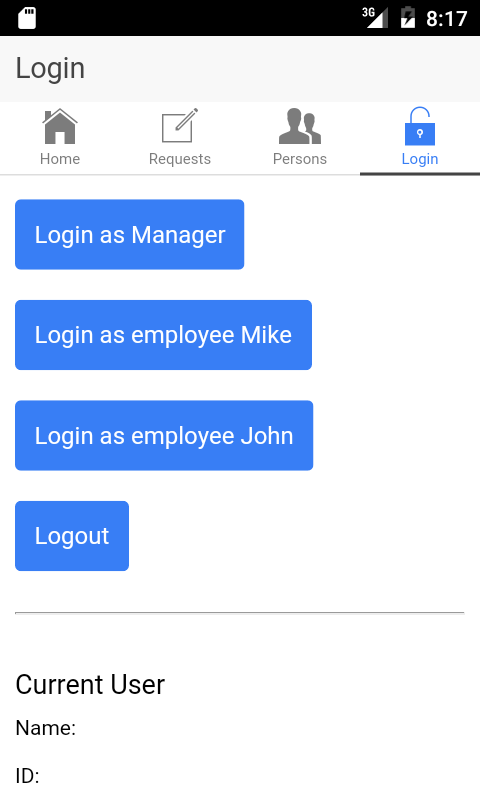 3G 8:17
Login
Home Requests Persons Login
Login as Manager
Login as employee Mike
Login as employee John
Logout
Current User
Name:
ID: